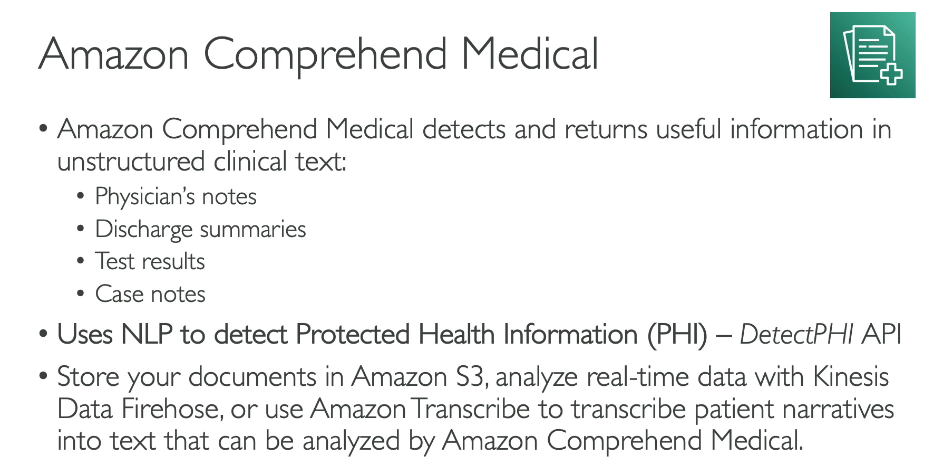 Amazon Comprehend Medical
• Amazon Comprehend Medical detects and returns useful information in
unstructured clinical text:
• Physician's notes
• Discharge summaries
• Test results
• Case notes
• Uses NLP to detect Protected Health Information (PHI) – DetectPHI API
• Store your documents in Amazon S3, analyze real-time data with Kinesis
Data Firehose, or use Amazon Transcribe to transcribe patient narratives
into text that can be analyzed by Amazon Comprehend Medical.